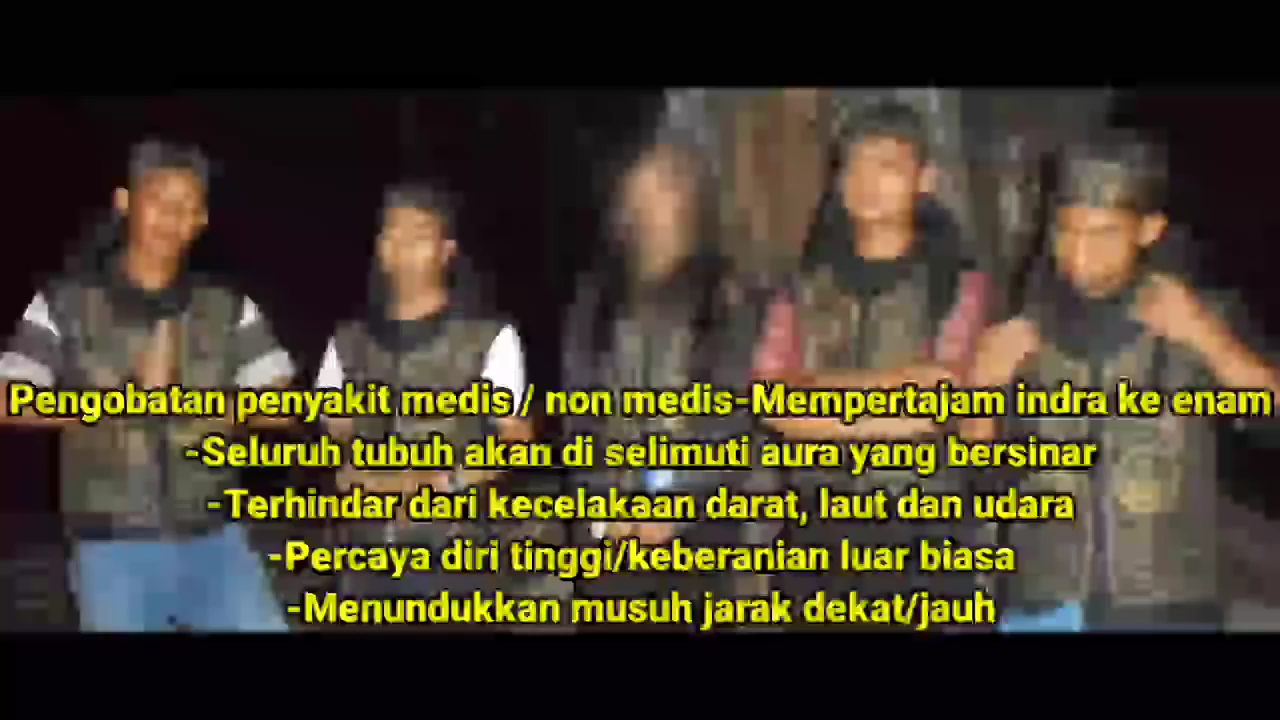 Pengobatan penyakit medis / non medis-Mempertajam indra ke enam
-Seluruh tubuh akan di selimuti aura yang bersinar
-Terhindar dari kecelakaan darat, laut dan udara
-Percaya diri tinggi/keberanian luar biasa
-Menundukkan musuh jarak dekat/jauh